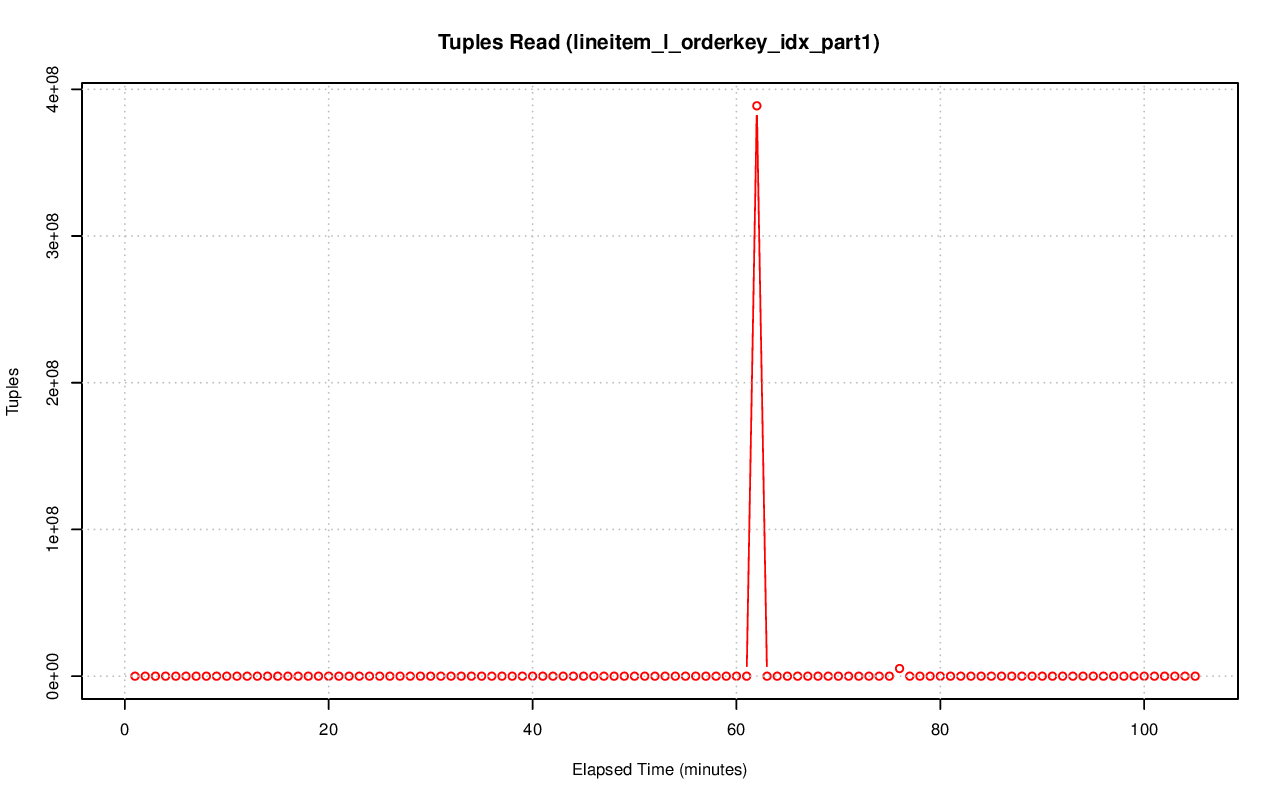 Tuples Read (lineitem_l_orderkey_idx_part1)
Tuples
4e+08
3e+08
2e+08
1e+08
0e+00
0 20 40 60 80 100
Elapsed Time (minutes)